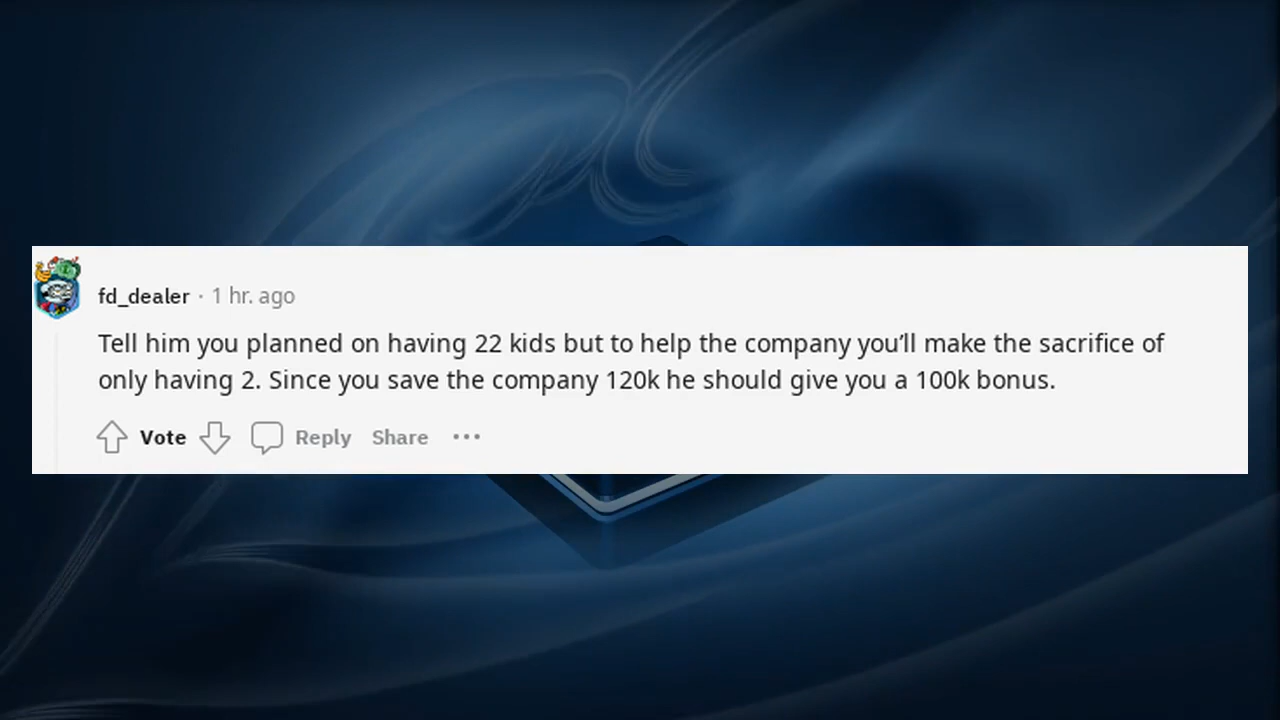 fd_dealer · 1 hr. ago
Tell him you planned on having 22 kids but to help the company you’ll make the sacrifice of
only having 2. Since you save the company 120k he should give you a 100k bonus.
Vote Reply Share